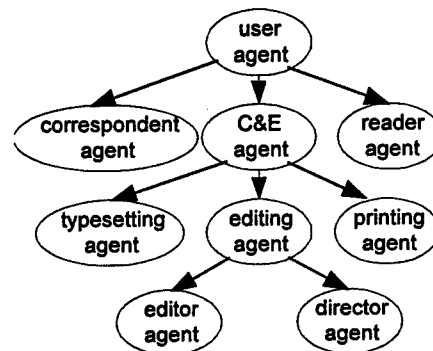 user
agent
correspondent
agent
C&E
agent
reader
agent
typesetting
agent
editing
agent
printing
agent
editor
agent
director
agent